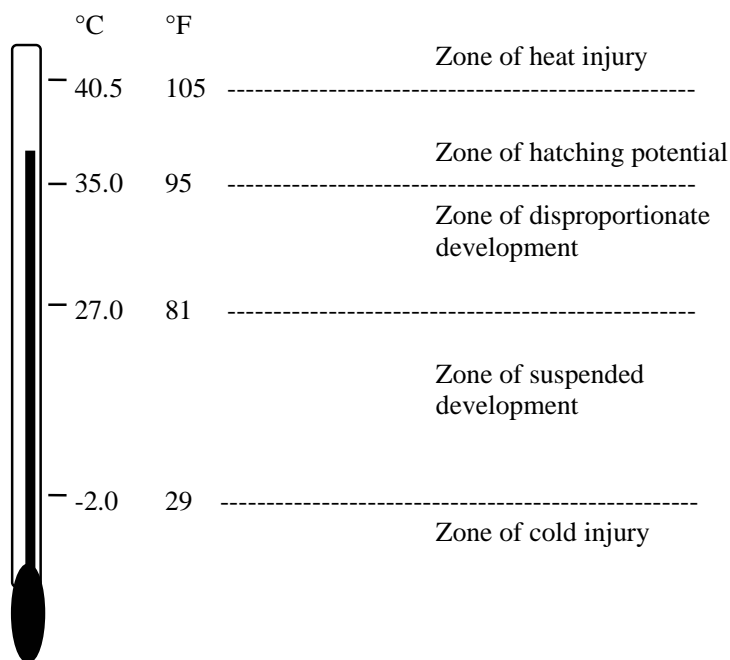 °C °F
Zone of heat injury
40.5 105
Zone of hatching potential
35.0 95
Zone of disproportionate
development
27.0 81
Zone of suspended
development
-2.0 29
Zone of cold injury